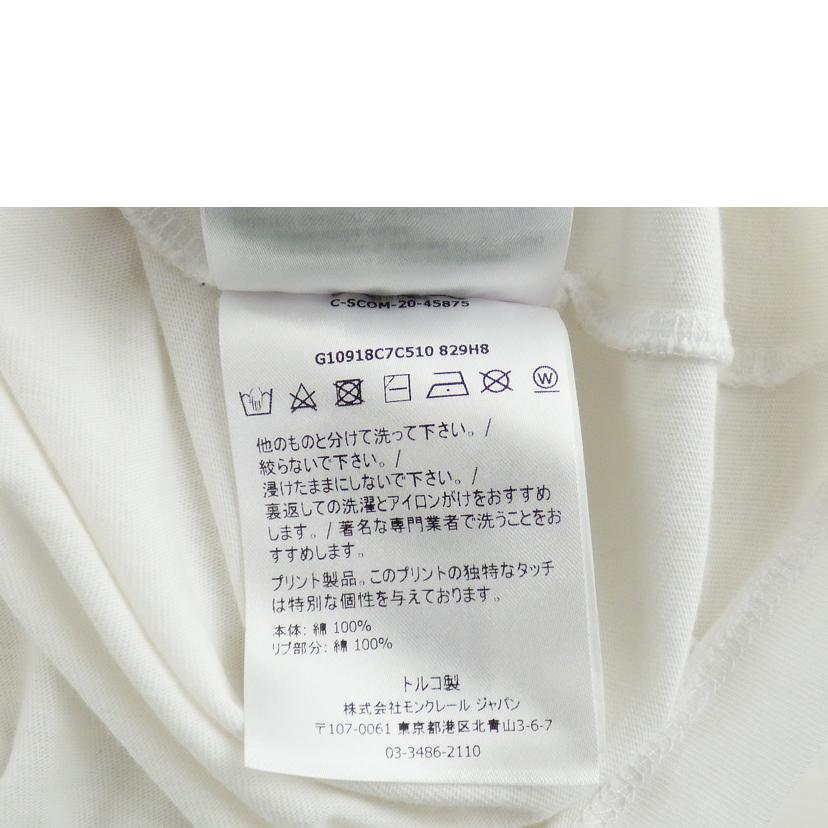 C-SCOM-20-45875
G10918C7C510 829H8
W
他のものと分けて洗って下さい。/
絞らないで下さい。/
浸けたままにしないで下さい。/
裏返しての洗濯とアイロンがけをおすすめ
します。/ 著名な専門業者で洗うことをお
すすめします。
プリント製品。このプリントの独特なタッチ
は特別な個性を与えております。
本体: 綿 100%
リブ部分: 綿 100%
トルコ製
株式会社モンクレール ジャパン
〒107-0061 東京都港区北青山3-6-7
03-3486-2110